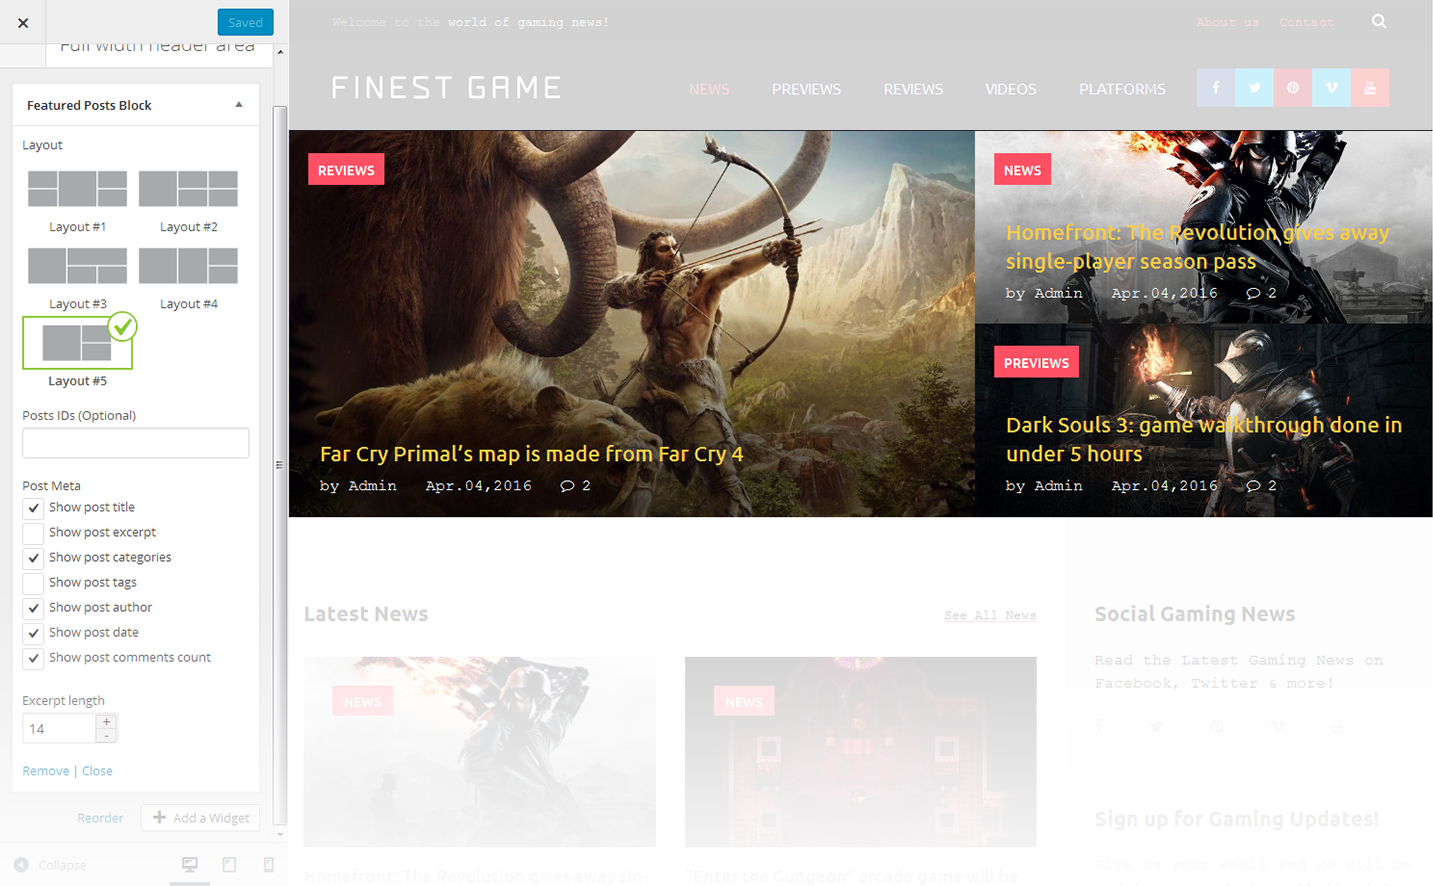 Saved
Full width header area
Featured Posts Block
Layout
Layout #1
Layout #2
Layout #3
Layout #4
Layout #5
Posts IDs (Optional)
Post Meta
Show post title
Show post excerpt
Show post categories
Show post tags
Show post author
Show post date
Show post comments count
Excerpt length
14
+
-
Remove | Close
Reorder
Add a Widget
Collapse
Welcome to the world of gaming news!
About us
Contact
FINEST GAME
NEWS
PREVIEWS
REVIEWS
VIDEOS
PLATFORMS
REVIEWS
Far Cry Primal’s map is made from Far Cry 4
by Admin Apr.04,2016 2
NEWS
Homefront: The Revolution gives away
single-player season pass
by Admin Apr.04,2016 2
PREVIEWS
Dark Souls 3: game walkthrough done in
under 5 hours
by Admin Apr.04,2016 2
Latest News
See All News
NEWS
Homefront: The Revolution gives away sin-
NEWS
"Enter the Gungeon" arcade game will be
Social Gaming News
Read the Latest Gaming News on
Facebook, Twitter & more!
Sign up for Gaming Updates!
Give us your email and we will be